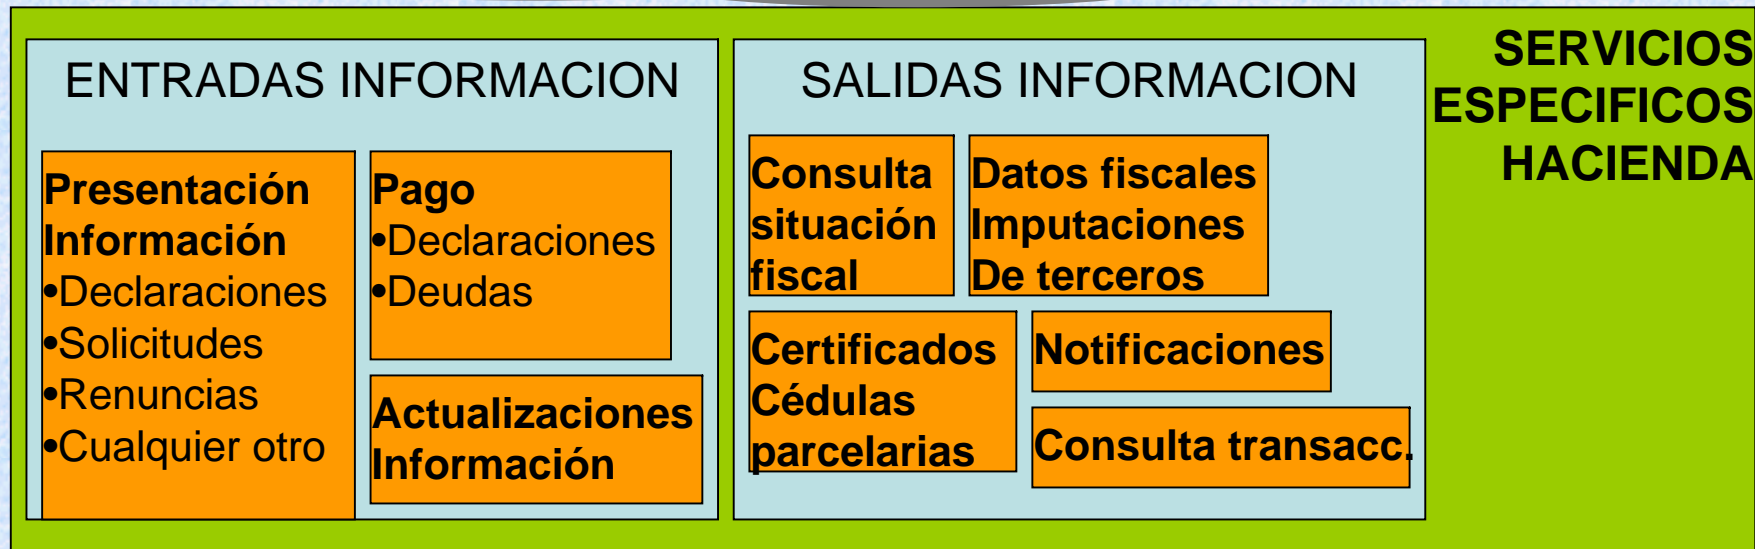 ENTRADAS INFORMACION
Presentación
Información
•Declaraciones
•Solicitudes
•Renuncias
•Cualquier otro
Pago
•Declaraciones
•Deudas
Actualizaciones
Información
SALIDAS INFORMACION
Consulta
situación
fiscal
Datos fiscales
Imputaciones
De terceros
Certificados
Cédulas
parcelarias
Notificaciones
Consulta transacc.
SERVICIOS
ESPECIFICOS
HACIENDA